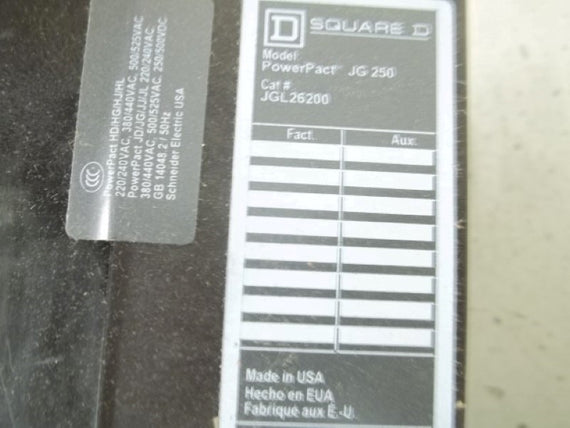 PowerPact HD/HG/HJ/HL
220/240VAC, 380/440VAC, 500/525VAC
PowerPact JD/JG/JJ/JL 220/240VAC,
380/440VAC, 500/525VAC, 250/500VDC.
GB 14048.2 / 50Hz
Schneider Electric USA
D SQUARE D
Model
PowerPact JG 250
Cat #
JGL26200
Fact. Aux.
Made in USA
Hecho en EUA
Fabriqué aux É.-U.